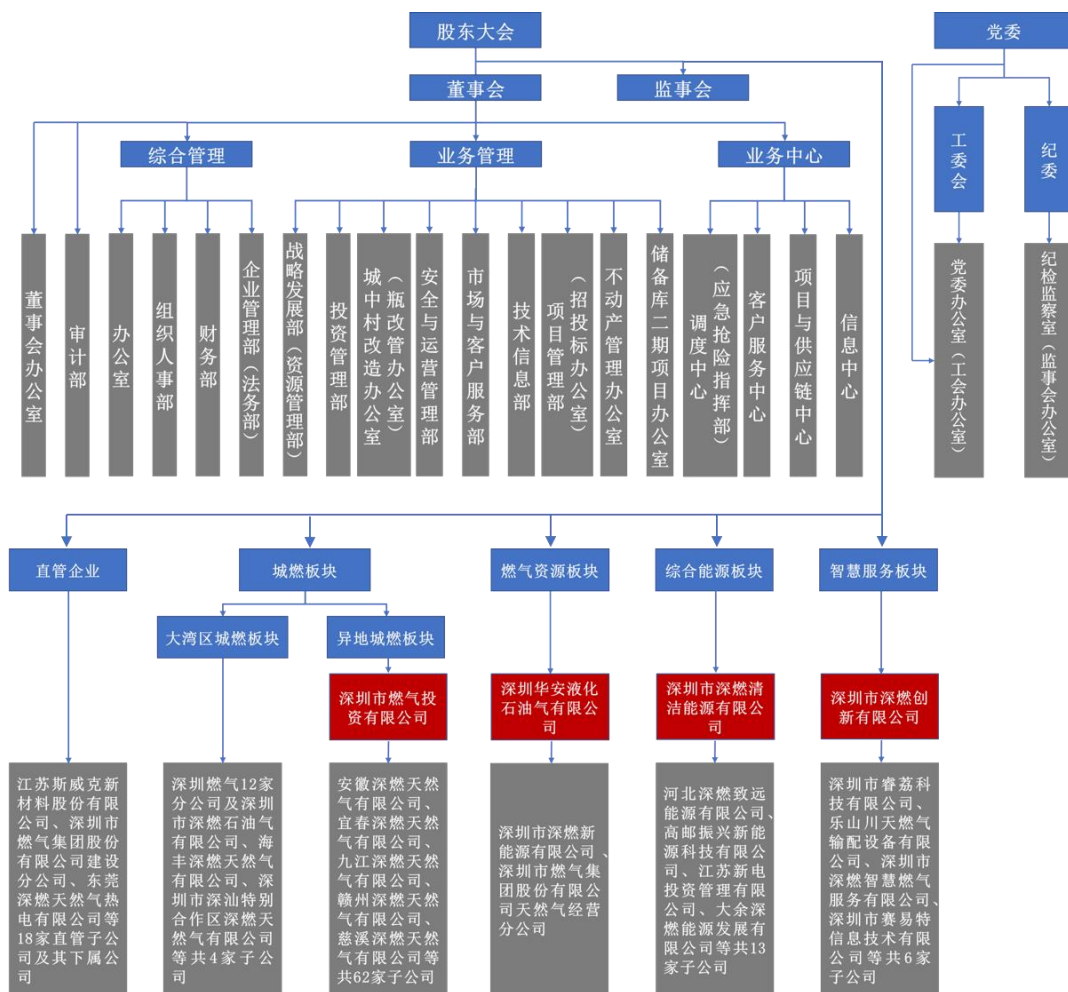 股东大会
党委
董事会
监事会
综合管理
业务管理
业务中心
工委会
纪委
董事会办公室
审计部
办公室
组织人事部
财务部
企业管理部（法务部）
战略发展部（资源管理部）
投资管理部
城中村改造办公室
（瓶改管办公室）
安全与运营管理部
市场与客户服务部
技术信息部
项目管理部
（招投标办公室）
不动产管理办公室
储备库二期项目办公室
调度中心
（应急抢险指挥部）
客户服务中心
项目与供应链中心
信息中心
党委办公室（工会办公室）
纪检监察室（监事会办公室）
直管企业
城燃板块
燃气资源板块
综合能源板块
智慧服务板块
大湾区城燃板块
异地城燃板块
深圳市燃气投
资有限公司
深圳华安液化
石油气有限公
司
深圳市深燃清
洁能源有限公
司
深圳市深燃创
新有限公司
江苏斯威克新
材料股份有限
公司、深圳市
燃气集团股份
有限公司建设
分公司、东莞
深燃天然气热
电有限公司等
18家直管子公
司及其下属公
司
深圳燃气12家
分公司及深圳
市深燃石油气
有限公司、海
丰深燃天然气
有限公司、深
圳市深汕特别
合作区深燃天
然气有限公司
等共4家子公
司
安徽深燃天然
气有限公司、
宜春深燃天然
气有限公司、
九江深燃天然
气有限公司、
赣州深燃天然
气有限公司、
慈溪深燃天然
气有限公司等
共62家子公司
深圳市深燃新
能源有限公司、
深圳市燃气集
团股份有限公
司天然气经营
分公司
河北深燃致远
能源有限公司、
高邮振兴新能
源科技有限公
司、江苏新电
投资管理有限
公司、大余深
燃能源发展有
限公司等共13
家子公司
深圳市睿荔科
技有限公司、
乐山川天燃气
输配设备有限
公司、深圳市
深燃智慧燃气
服务有限公司、
深圳市赛易特
信息技术有限
公司等共6家
子公司